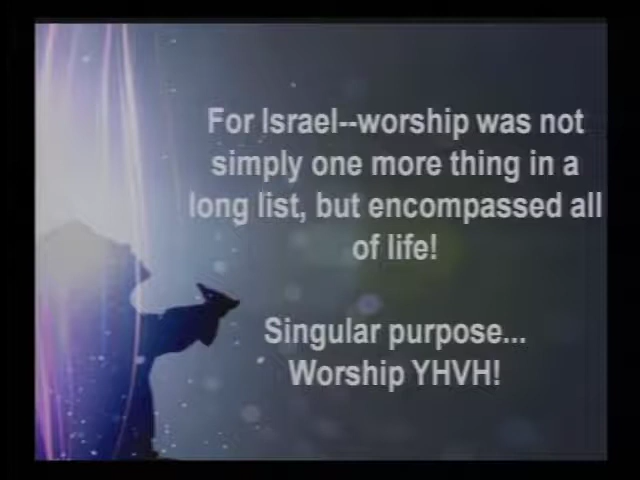 For Israel--worship was not
simply one more thing in a
long list, but encompassed all
of life!
Singular purpose...
Worship YHVH!